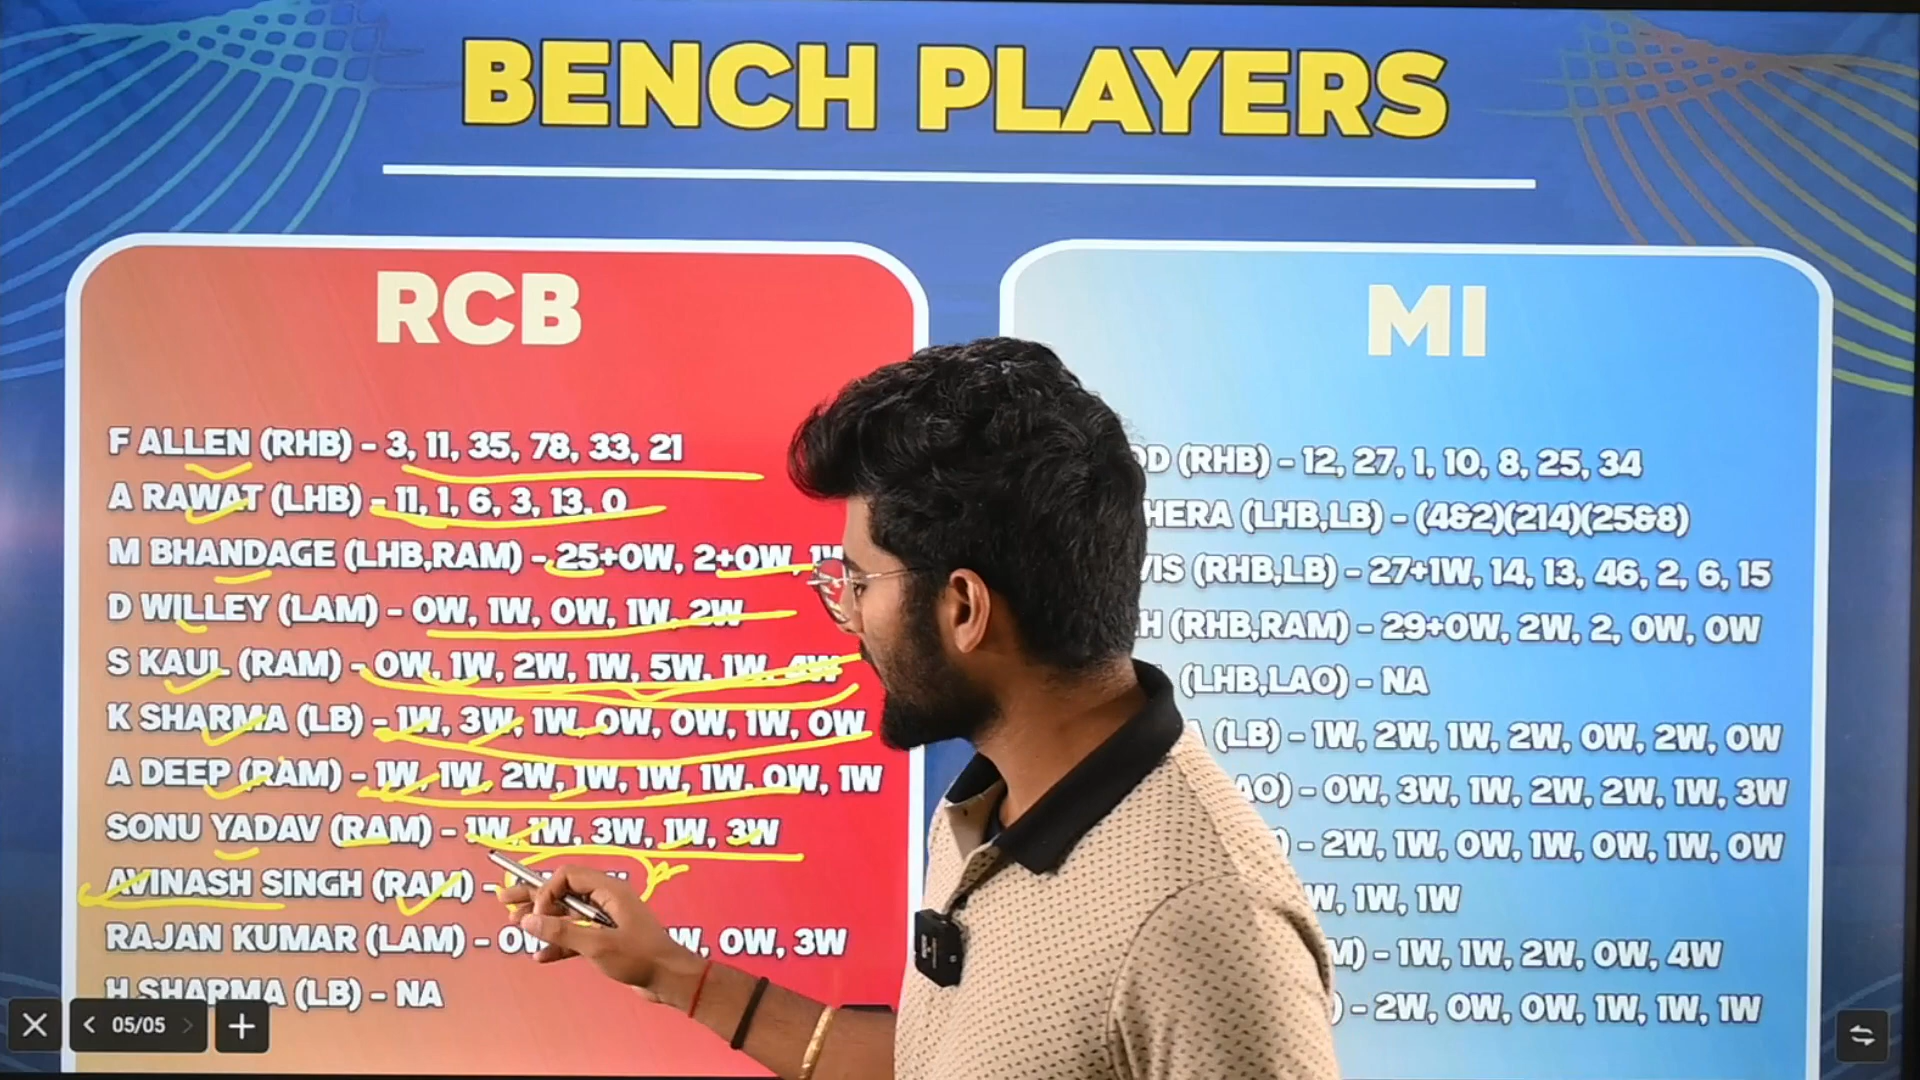 BENCH PLAYERS
RCB
F ALLEN (RHB) - 3, 11, 35, 78, 33, 21
A RAWAT (LHB) - 11, 1, 6, 3, 13, 0
M BHANDAGE (LHB,RAM) - 25+0W, 2+0W, 1W
D WILLEY (LAM) - 0W, 1W, 0W, 1W, 2W
S KAUL (RAM) - 0W, 1W, 2W, 1W, 5W, 1W, 4W
K SHARMA (LB) - 1W, 3W, 1W, 0W, 0W, 1W, 0W
A DEEP (RAM) - 1W, 1W, 2W, 1W, 1W, 1W, 0W, 1W
SONU YADAV (RAM) - 1W, 1W, 3W, 1W, 3W
AVINASH SINGH (RAM) -
RAJAN KUMAR (LAM) - 0W, 0W, 3W
H SHARMA (LB) - NA
MI
(RHB) - 12, 27, 1, 10, 8, 25, 34
(LHB,LB) - (4&2)(214)(25&8)
(RHB,LB) - 27+1W, 14, 13, 46, 2, 6, 15
(RHB,RAM) - 29+0W, 2W, 2, 0W, 0W
(LHB,LAO) - NA
(LB) - 1W, 2W, 1W, 2W, 0W, 2W, 0W
- 0W, 3W, 1W, 2W, 2W, 1W, 3W
- 2W, 1W, 0W, 1W, 0W, 1W, 0W
1W, 1W
- 1W, 1W, 2W, 0W, 4W
- 2W, 0W, 0W, 1W, 1W, 1W
05/05